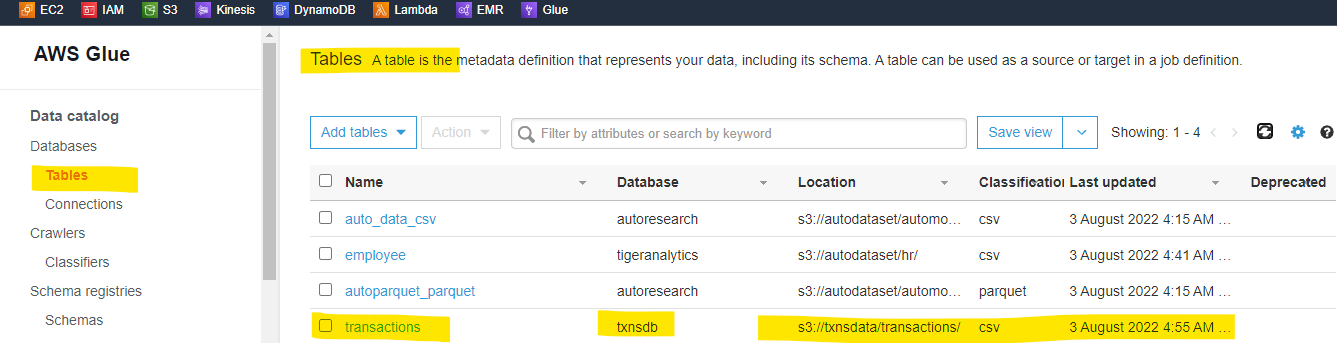 EC2 IAM S3 Kinesis DynamoDB Lambda EMR Glue
AWS Glue
Data catalog
Databases
Tables
Connections
Crawlers
Classifiers
Schema registries
Schemas
Tables A table is the metadata definition that represents your data, including its schema. A table can be used as a source or target in a job definition.
Add tables Action Filter by attributes or search by keyword Save view Showing: 1 - 4
Name Database Location Classification Last updated Deprecated
auto_data_csv autoresearch s3://autodataset/automo... csv 3 August 2022 4:15 AM ...
employee tigeranalytics s3://autodataset/hr/ csv 3 August 2022 4:41 AM ...
autoparquet_parquet autoresearch s3://autodataset/automo... parquet 3 August 2022 4:15 AM ...
transactions txnsdb s3://txnsdata/transactions/ csv 3 August 2022 4:55 AM ...